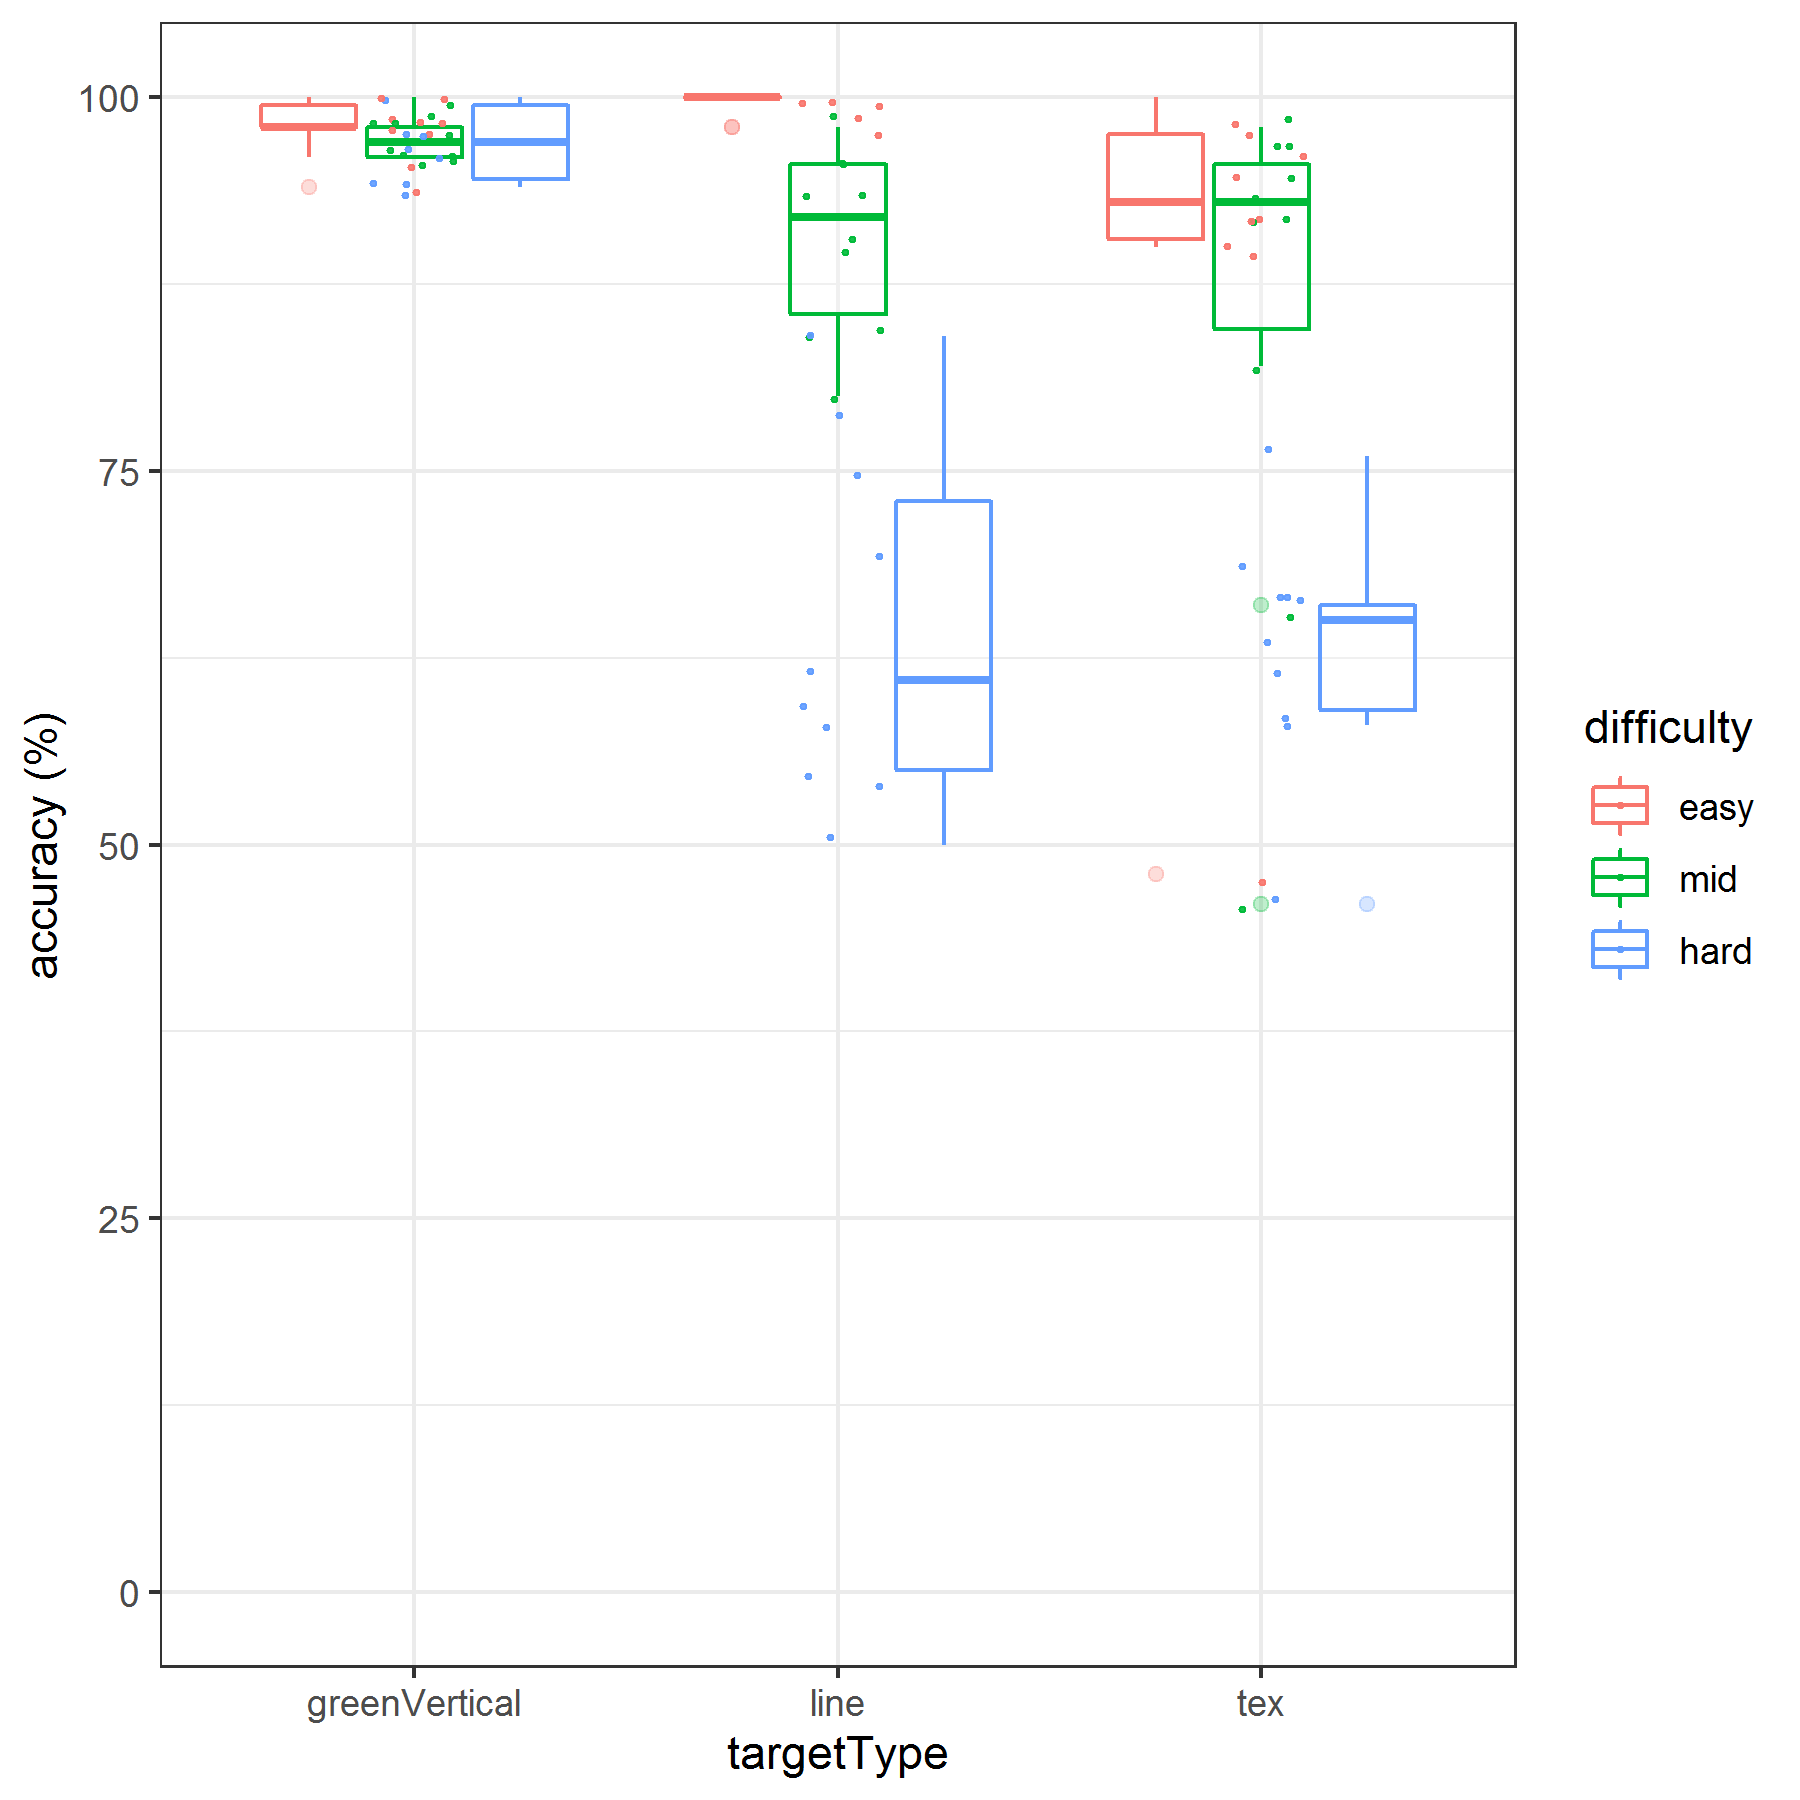 accuracy (%)
100
75
50
25
0
greenVertical
line
tex
targetType
difficulty
easy
mid
hard